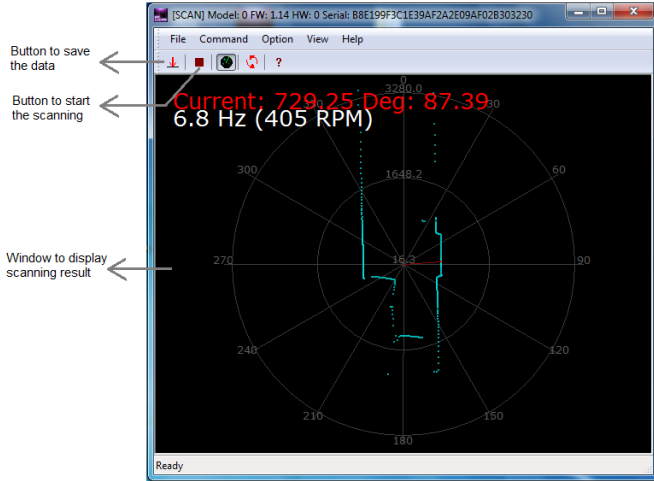 [SCAN] Model: 0 FW: 1.14 HW: 0 Serial: B8E199F3C1E39AF2A2E09AF02B303230
File Command Option View Help
Button to save
the data
Button to start
the scanning
Window to display
scanning result
?
0
3280.0
Current: 729.25 Deg: 87.39
30
6.8 Hz (405 RPM)
300
1648.2
60
270
16.3
90
240
120
210
150
180
Ready